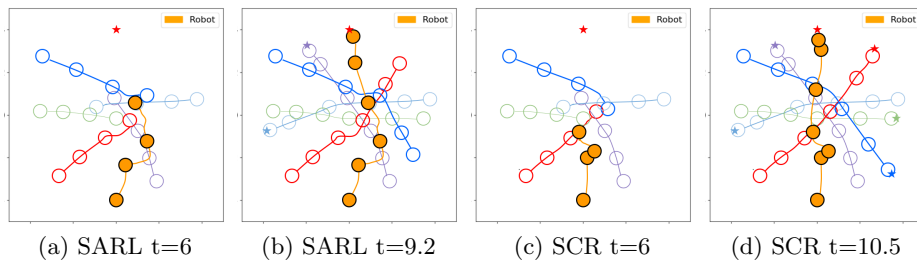 Robot
Robot
Robot
Robot
(a) SARL t=6
(b) SARL t=9.2
(c) SCR t=6
(d) SCR t=10.5